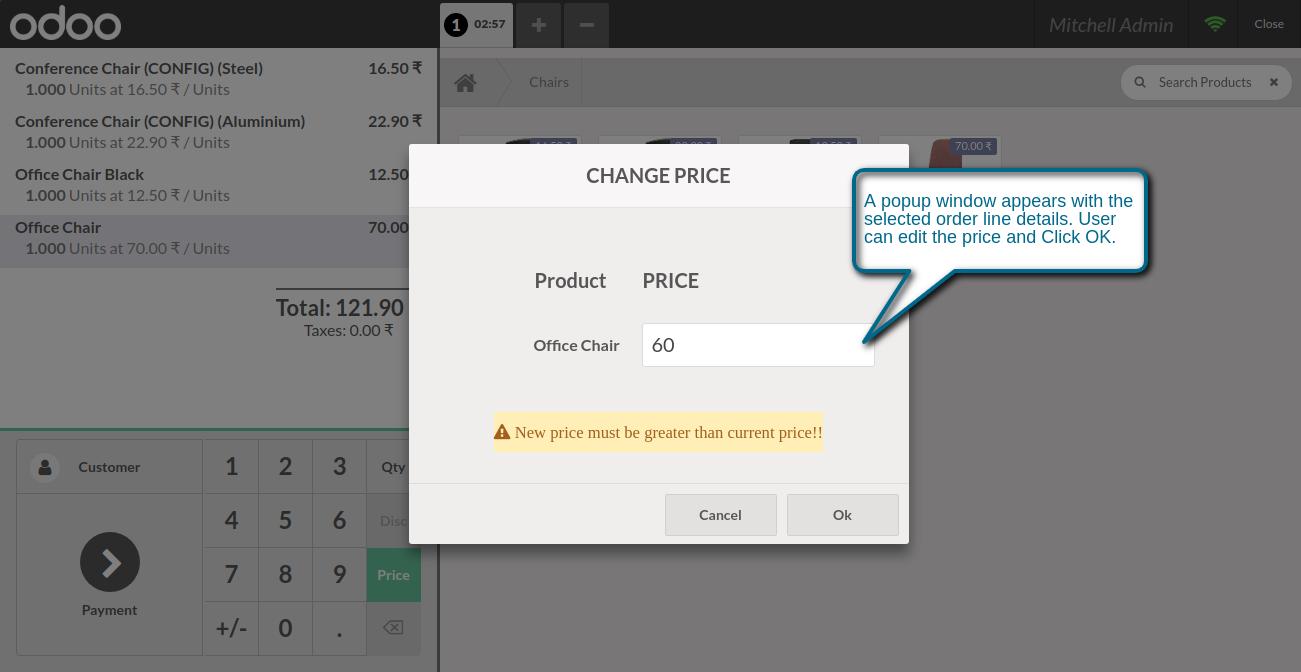 odoo
1 02:57 + −
Mitchell Admin
Close
Conference Chair (CONFIG) (Steel) 16.50 ₹
1.000 Units at 16.50 ₹ / Units
Conference Chair (CONFIG) (Aluminium) 22.90 ₹
1.000 Units at 22.90 ₹ / Units
Office Chair Black 12.50
1.000 Units at 12.50 ₹ / Units
Office Chair 70.00
1.000 Units at 70.00 ₹ / Units
Total: 121.90
Taxes: 0.00 ₹
Chairs
Search Products
70.00 ₹
CHANGE PRICE
Product PRICE
Office Chair 60
New price must be greater than current price!!
Cancel Ok
A popup window appears with the
selected order line details. User
can edit the price and Click OK.
Customer
Payment
1 2 3 Qty
4 5 6 Disc
7 8 9 Price
+/- 0 .